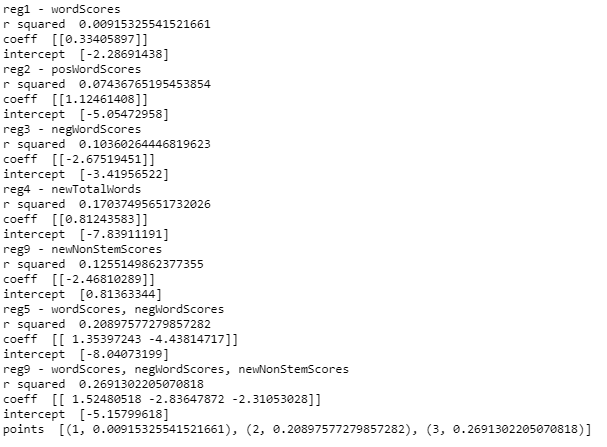 reg1 - wordScores
r squared  0.00915325541521661
coeff  [[0.33405897]]
intercept  [-2.28691438]
reg2 - posWordScores
r squared  0.07436765195453854
coeff  [[1.12461408]]
intercept  [-5.05472958]
reg3 - negWordScores
r squared  0.10360264446819623
coeff  [[-2.67519451]]
intercept  [-3.41956522]
reg4 - newTotalWords
r squared  0.17037495651732026
coeff  [[0.81243583]]
intercept  [-7.83911191]
reg9 - newNonStemScores
r squared  0.1255149862377355
coeff  [[-2.46810289]]
intercept  [0.81363344]
reg5 - wordScores, negWordScores
r squared  0.20897577279857282
coeff  [[ 1.35397243 -4.43814717]]
intercept  [-8.04073199]
reg9 - wordScores, negWordScores, newNonStemScores
r squared  0.2691302205070818
coeff  [[ 1.52480518 -2.83647872 -2.31053028]]
intercept  [-5.15799618]
points  [(1, 0.00915325541521661), (2, 0.20897577279857282), (3, 0.2691302205070818)]